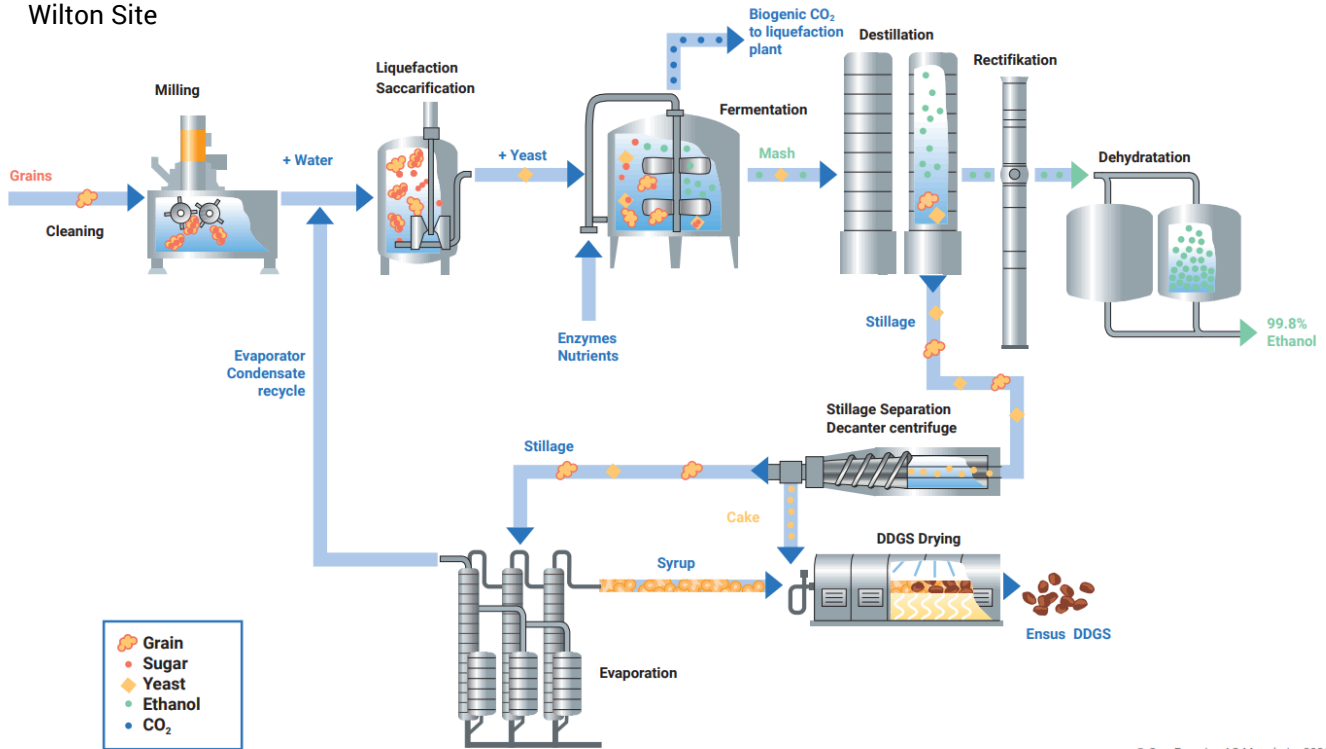 Wilton Site
Biogenic CO₂
to liquefaction
plant
Destillation
Rectifikation
Liquefaction
Saccarification
Milling
Fermentation
+ Water
+ Yeast
Mash
Dehydratation
Grains
Cleaning
Enzymes
Nutrients
Stillage
99.8%
Ethanol
Evaporator
Condensate
recycle
Stillage Separation
Decanter centrifuge
Stillage
Cake
DDGS Drying
Syrup
Ensus DDGS
Evaporation
Grain
Sugar
Yeast
Ethanol
CO₂